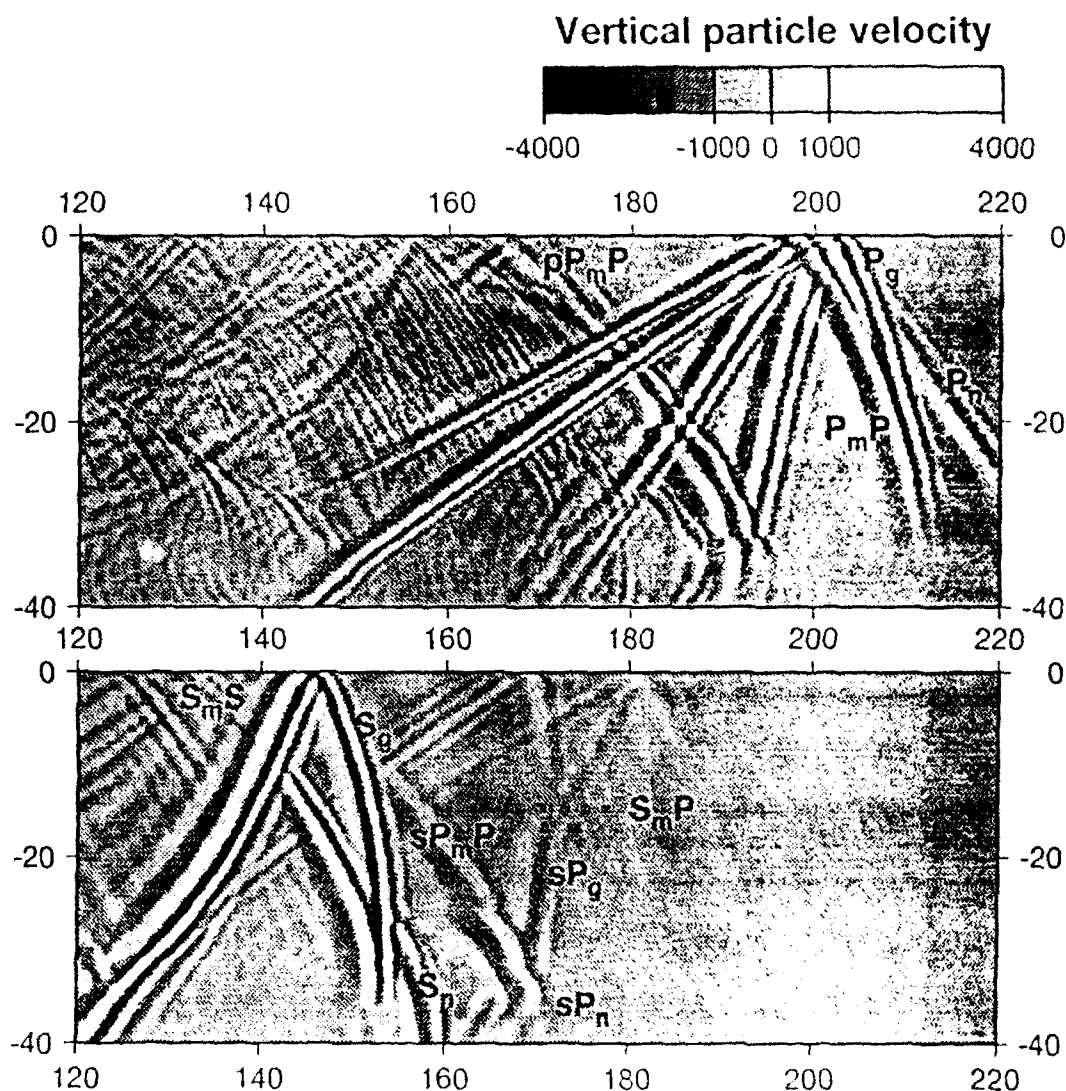 Vertical particle velocity
-4000 -1000 0 1000 4000
120 140 160 180 200 220
0 0
pPmP
Pg
Pn
-20 -20
PmP
-40 -40
120 140 160 180 200 220
0 0
SmS
Sg
SmP
sPmP
-20 -20
sPg
Sn
sPn
-40 -40
120 140 160 180 200 220